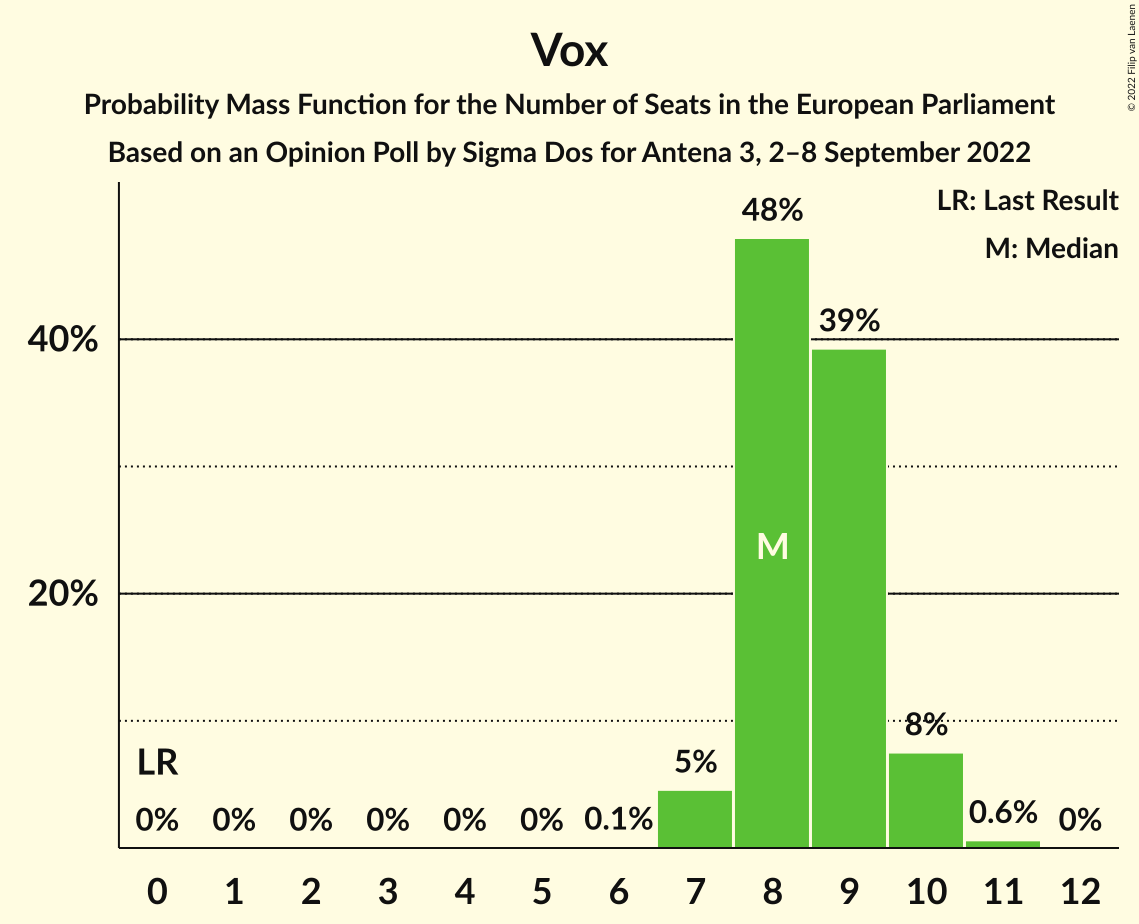 Vox
Probability Mass Function for the Number of Seats in the European Parliament
Based on an Opinion Poll by Sigma Dos for Antena 3, 2–8 September 2022
© 2022 Filip van Laenen
LR: Last Result
M: Median
48%
39%
40%
M
20%
8%
LR
5%
0% 0% 0% 0% 0% 0% 0.1% 0.6% 0%
0 1 2 3 4 5 6 7 8 9 10 11 12